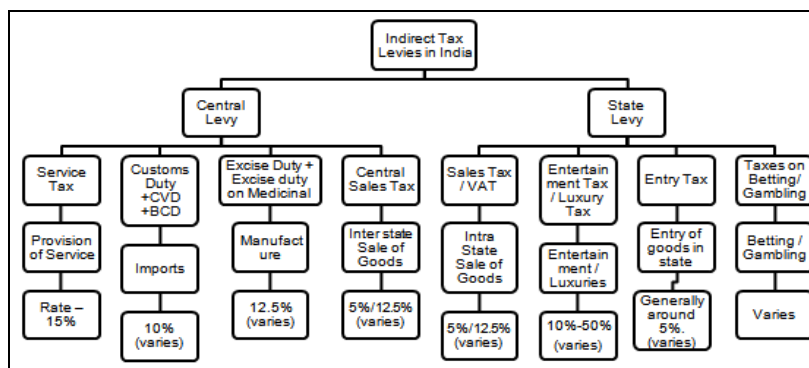 Indirect Tax
Levies in India
Central
Levy
State
Levy
Service
Tax
Customs
Duty
+CVD
+BCD
Excise Duty +
Excise duty
on Medicinal
Central
Sales Tax
Sales Tax
/ VAT
Entertain
ment Tax
/ Luxury
Tax
Entry Tax
Taxes on
Betting/
Gambling
Provision
of Service
Imports
Manufact
ure
Inter state
Sale of
Goods
Intra
State
Sale of
Goods
Entertain
ment /
Luxuries
Entry of
goods in
state
Betting /
Gambling
Rate –
15%
10%
(varies)
12.5%
(varies)
5%/12.5%
(varies)
5%/12.5%
(varies)
10%-50%
(varies)
Generally
around
5%.
(varies)
Varies